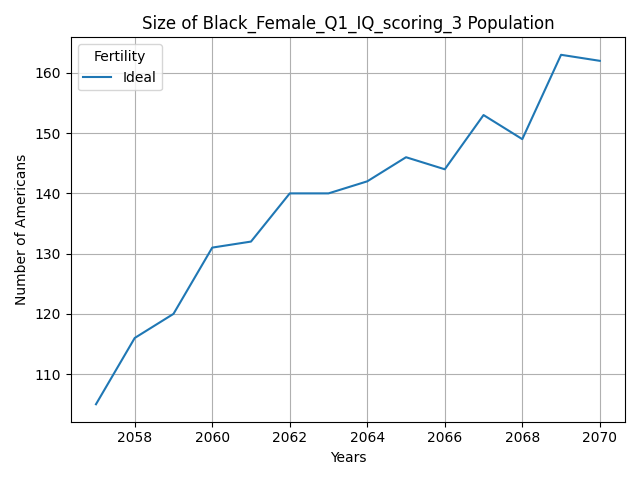 Size of Black_Female_Q1_IQ_scoring_3 Population
Fertility
Ideal
160
150
140
130
120
110
Number of Americans
2058 2060 2062 2064 2066 2068 2070
Years